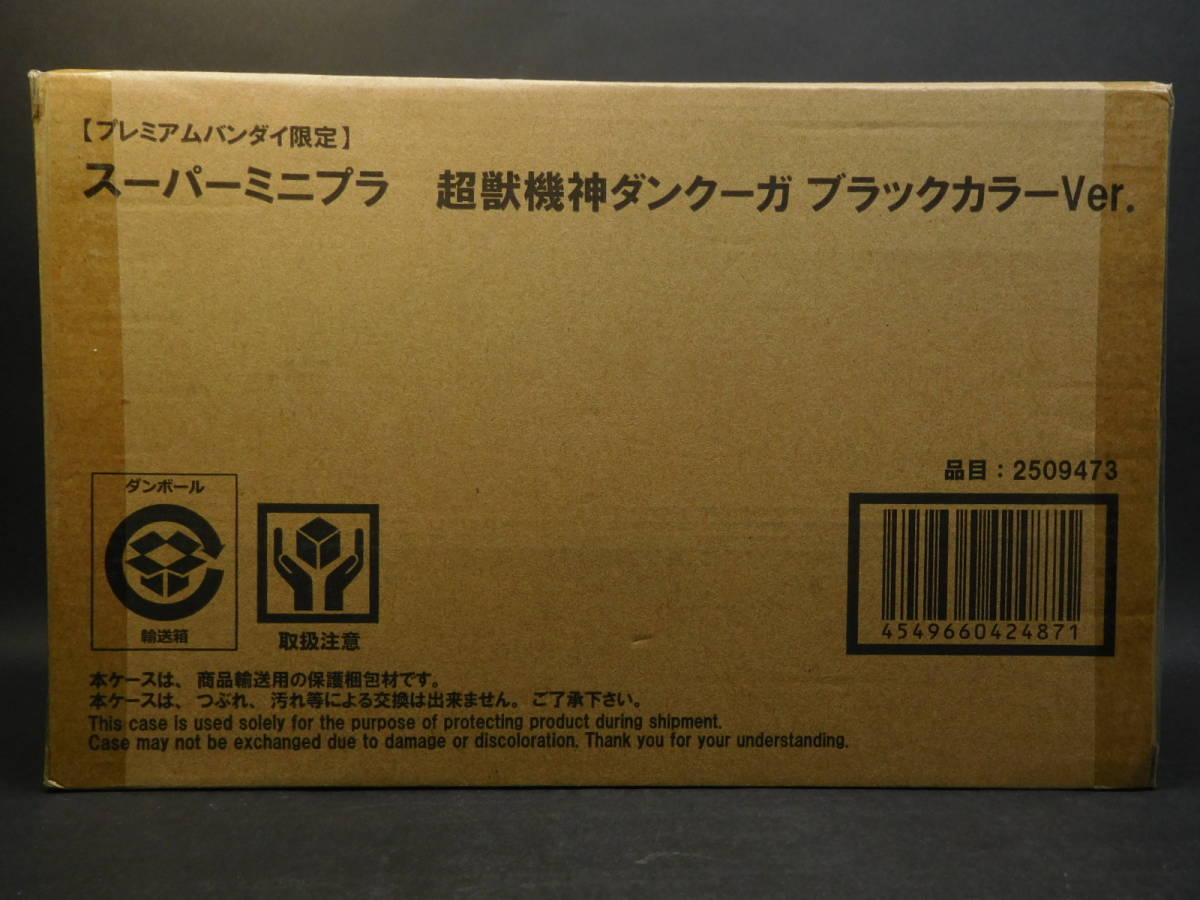 【プレミアムバンダイ限定】
スーパーミニプラ 超獣機神ダンクーガ ブラックカラーVer.
品目：2509473
4549660424871
ダンボール
輸送箱
取扱注意
本ケースは、商品輸送用の保護梱包材です。
本ケースは、つぶれ、汚れ等による交換は出来ません。ご了承下さい。
This case is used solely for the purpose of protecting product during shipment.
Case may not be exchanged due to damage or discoloration. Thank you for your understanding.